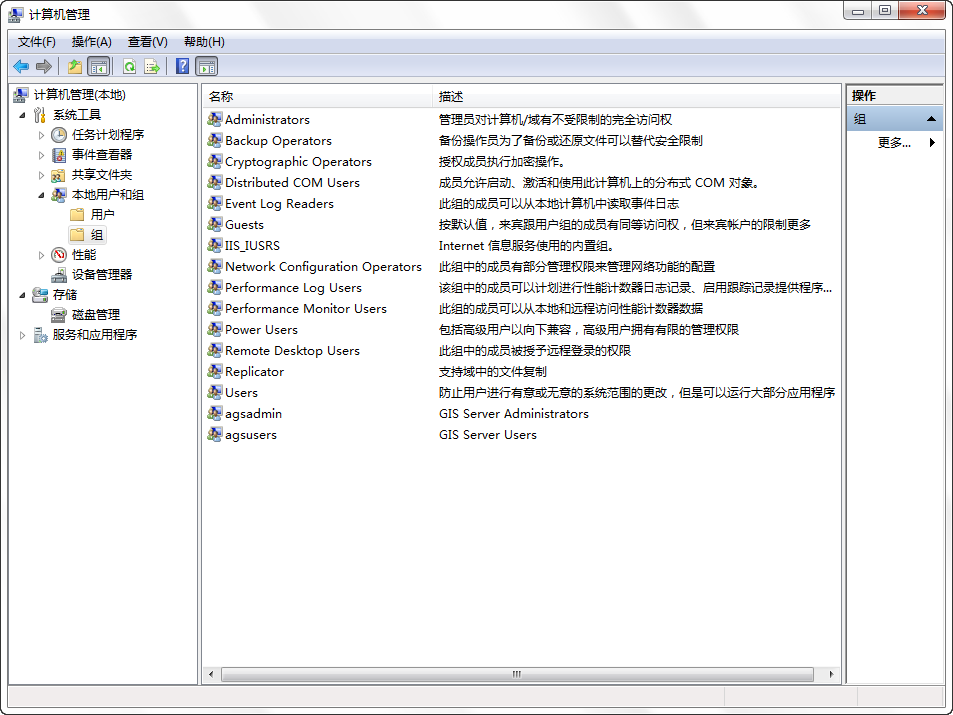 计算机管理
文件(F) 操作(A) 查看(V) 帮助(H)
计算机管理(本地)
系统工具
任务计划程序
事件查看器
共享文件夹
本地用户和组
用户
组
性能
设备管理器
存储
磁盘管理
服务和应用程序
名称 描述
Administrators 管理员对计算机/域有不受限制的完全访问权
Backup Operators 备份操作员为了备份或还原文件可以替代安全限制
Cryptographic Operators 授权成员执行加密操作。
Distributed COM Users 成员允许启动、激活和使用此计算机上的分布式 COM 对象。
Event Log Readers 此组的成员可以从本地计算机中读取事件日志
Guests 按默认值，来宾跟用户组的成员有同等访问权，但来宾帐户的限制更多
IIS_IUSRS Internet 信息服务使用的内置组。
Network Configuration Operators 此组中的成员有部分管理权限来管理网络功能的配置
Performance Log Users 该组中的成员可以计划进行性能计数器日志记录、启用跟踪记录提供程序...
Performance Monitor Users 此组的成员可以从本地和远程访问性能计数器数据
Power Users 包括高级用户以向下兼容，高级用户拥有有限的管理权限
Remote Desktop Users 此组中的成员被授予远程登录的权限
Replicator 支持域中的文件复制
Users 防止用户进行有意或无意的系统范围的更改，但是可以运行大部分应用程序
agsadmin GIS Server Administrators
agsusers GIS Server Users
操作
组
更多...